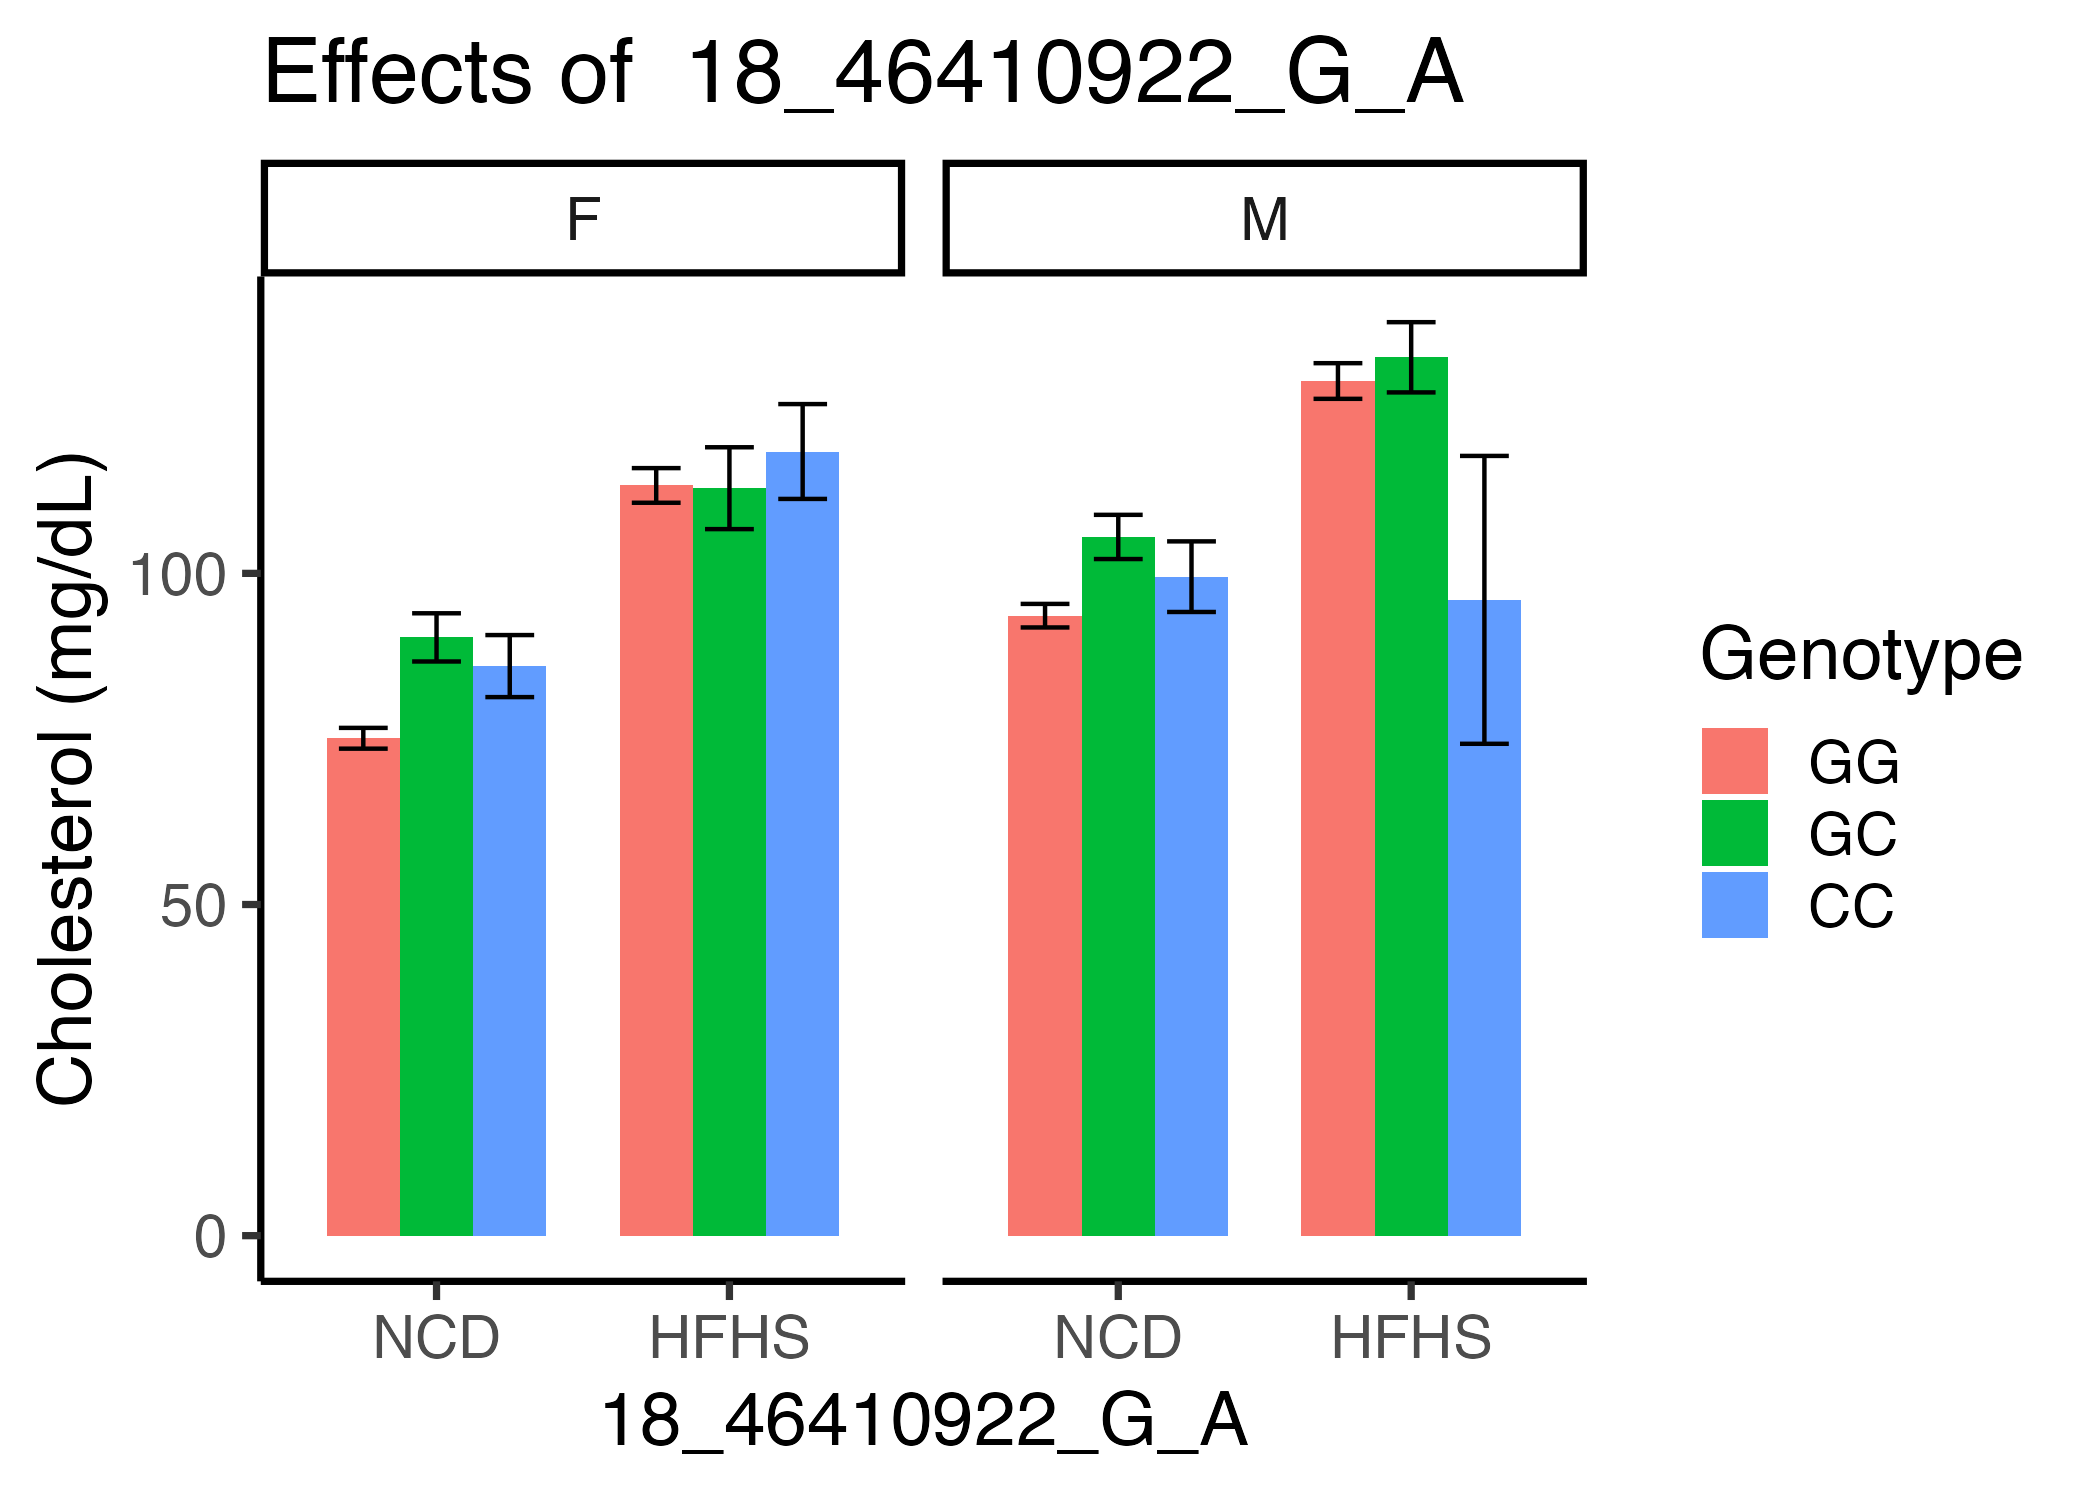 Effects of  18_46410922_G_A
F
M
Cholesterol (mg/dL)
100
50
0
NCD
HFHS
NCD
HFHS
18_46410922_G_A
Genotype
GG
GC
CC